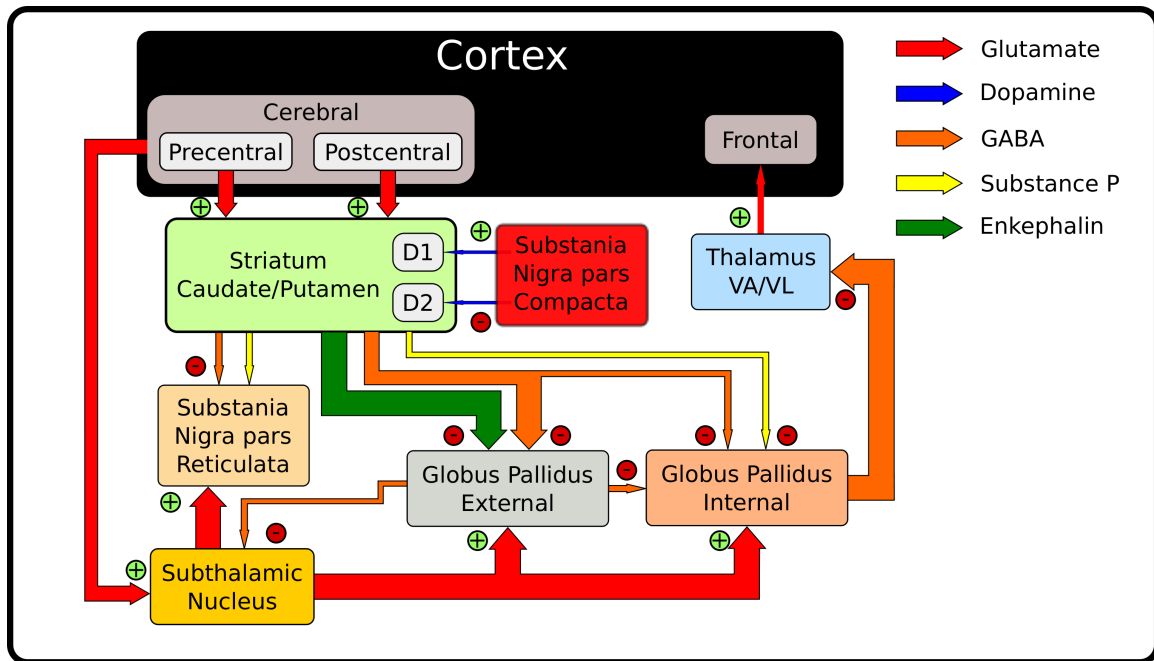 Cortex
Cerebral
Precentral
Postcentral
Frontal
Glutamate
Dopamine
GABA
Substance P
Enkephalin
+
+
+
+
Striatum
Caudate/Putamen
D1
D2
Substania
Nigra pars
Compacta
-
Thalamus
VA/VL
-
-
Substania
Nigra pars
Reticulata
-
-
-
-
Globus Pallidus
External
-
Globus Pallidus
Internal
+
-
+
+
+
Subthalamic
Nucleus